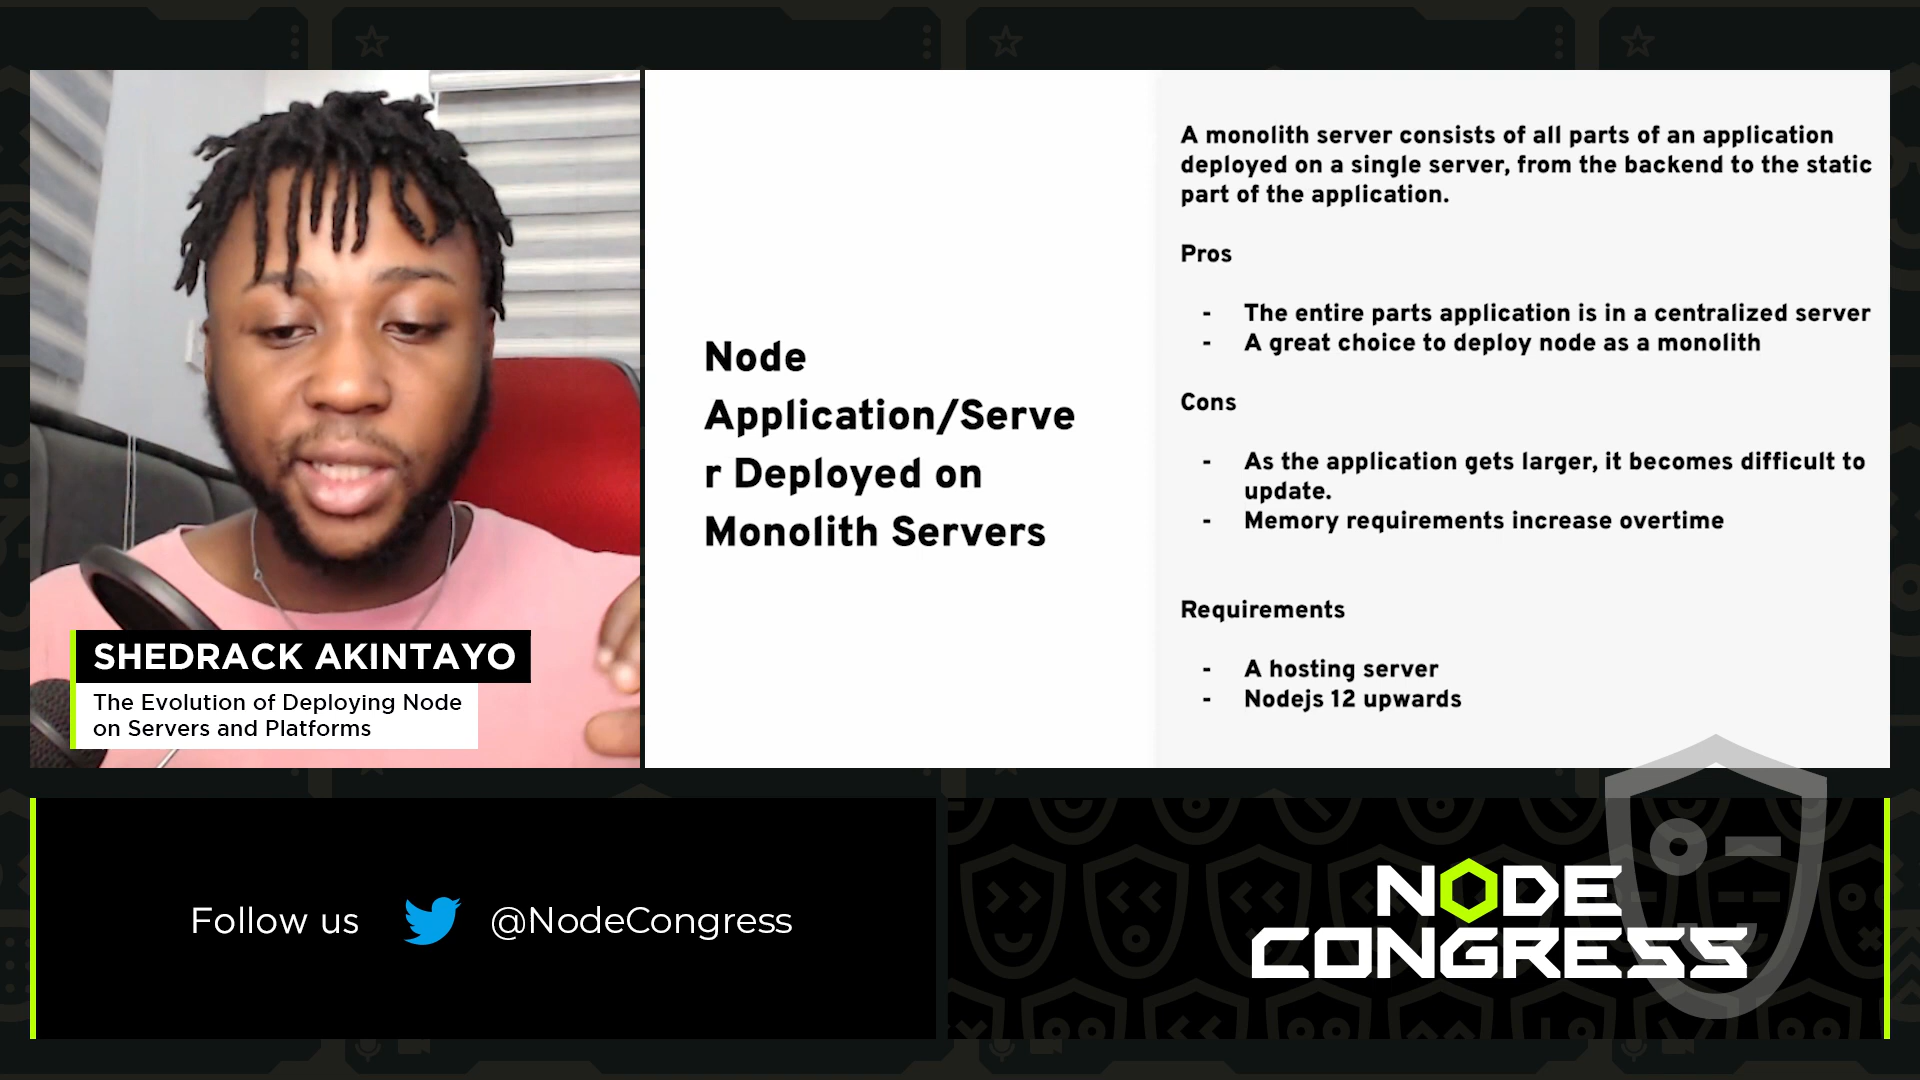 SHEDRACK AKINTAYO
The Evolution of Deploying Node
on Servers and Platforms
Node
Application/Serve
r Deployed on
Monolith Servers
A monolith server consists of all parts of an application
deployed on a single server, from the backend to the static
part of the application.
Pros
- The entire parts application is in a centralized server
- A great choice to deploy node as a monolith
Cons
- As the application gets larger, it becomes difficult to
update.
- Memory requirements increase overtime
Requirements
- A hosting server
- Nodejs 12 upwards
Follow us @NodeCongress
NODE
CONGRESS